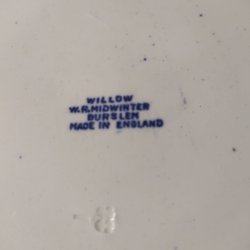 WILLOW
W.R.MIDWINTER
BURSLEM
MADE IN ENGLAND